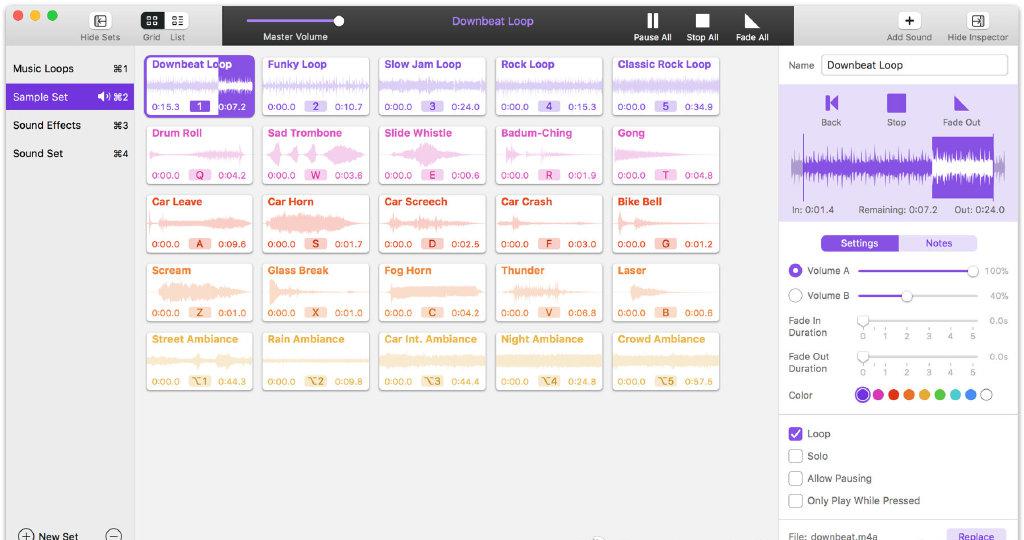 Hide Sets
Grid List
Master Volume
Downbeat Loop
Pause All Stop All Fade All
Add Sound Hide Inspector
Music Loops ⌘1
Sample Set ⌘2
Sound Effects ⌘3
Sound Set ⌘4
New Set
Downbeat Loop Funky Loop Slow Jam Loop Rock Loop Classic Rock Loop
0:15.3 1 0:07.2 0:00.0 2 0:10.7 0:00.0 3 0:24.0 0:00.0 4 0:15.3 0:00.0 5 0:34.9
Drum Roll Sad Trombone Slide Whistle Badum-Ching Gong
0:00.0 Q 0:04.2 0:00.0 W 0:03.6 0:00.0 E 0:00.6 0:00.0 R 0:01.9 0:00.0 T 0:04.8
Car Leave Car Horn Car Screech Car Crash Bike Bell
0:00.0 A 0:09.6 0:00.0 S 0:01.7 0:00.0 D 0:02.5 0:00.0 F 0:03.0 0:00.0 G 0:01.2
Scream Glass Break Fog Horn Thunder Laser
0:00.0 Z 0:01.0 0:00.0 X 0:01.0 0:00.0 C 0:04.2 0:00.0 V 0:06.8 0:00.0 B 0:00.6
Street Ambiance Rain Ambiance Car Int. Ambiance Night Ambiance Crowd Ambiance
0:00.0 ⌥1 0:44.3 0:00.0 ⌥2 0:09.8 0:00.0 ⌥3 0:44.4 0:00.0 ⌥4 0:24.8 0:00.0 ⌥5 0:57.5
Name Downbeat Loop
Back Stop Fade Out
In: 0:01.4 Remaining: 0:07.2 Out: 0:24.0
Settings Notes
Volume A 100%
Volume B 40%
Fade In Duration 0.0s
0 1 2 3 4 5
Fade Out Duration 0.0s
0 1 2 3 4 5
Color
Loop
Solo
Allow Pausing
Only Play While Pressed
File: downbeat.m4a Replace